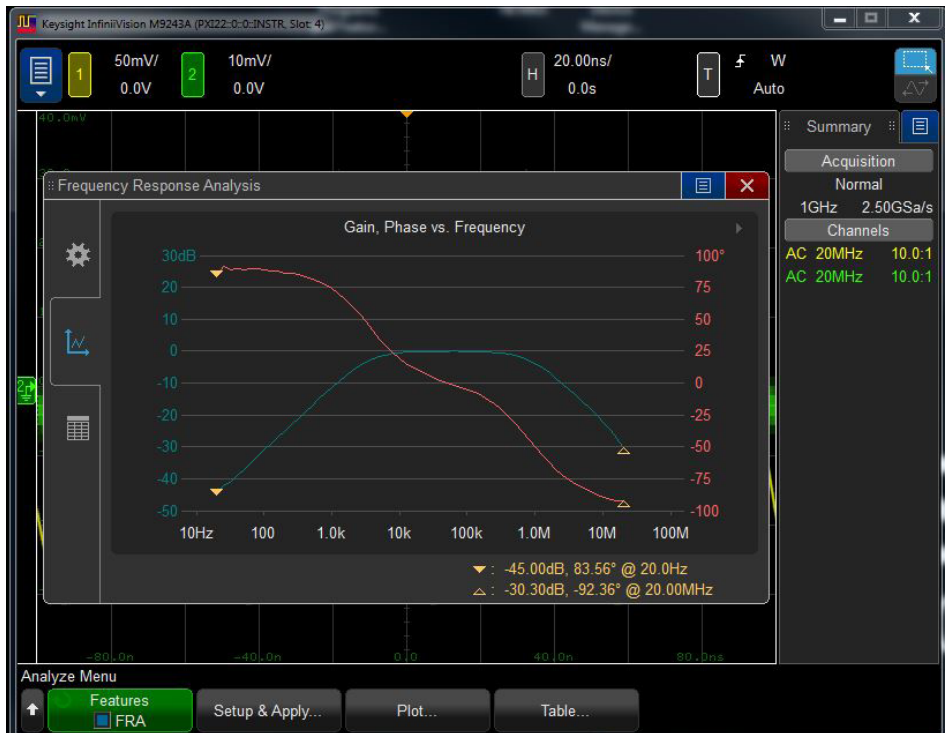 Keysight InfiniiVision M9243A (PXI22::0::0::INSTR, Slot: 4)
1 50mV/ 2 10mV/ H 20.00ns/ T W
0.0V 0.0V 0.0s Auto
40.0mV
Summary
Acquisition
Normal
1GHz 2.50GSa/s
Channels
AC 20MHz 10.0:1
AC 20MHz 10.0:1
Frequency Response Analysis
Gain, Phase vs. Frequency
30dB 100°
20 75
10 50
0 25
-10 0
-20 -25
-30 -50
-40 -75
-50 -100
10Hz 100 1.0k 10k 100k 1.0M 10M 100M
-45.00dB, 83.56° @ 20.0Hz
-30.30dB, -92.36° @ 20.00MHz
2
-80.0n -40.0n 0.0 40.0n 80.0ns
Analyze Menu
Features
FRA
Setup & Apply...
Plot...
Table...